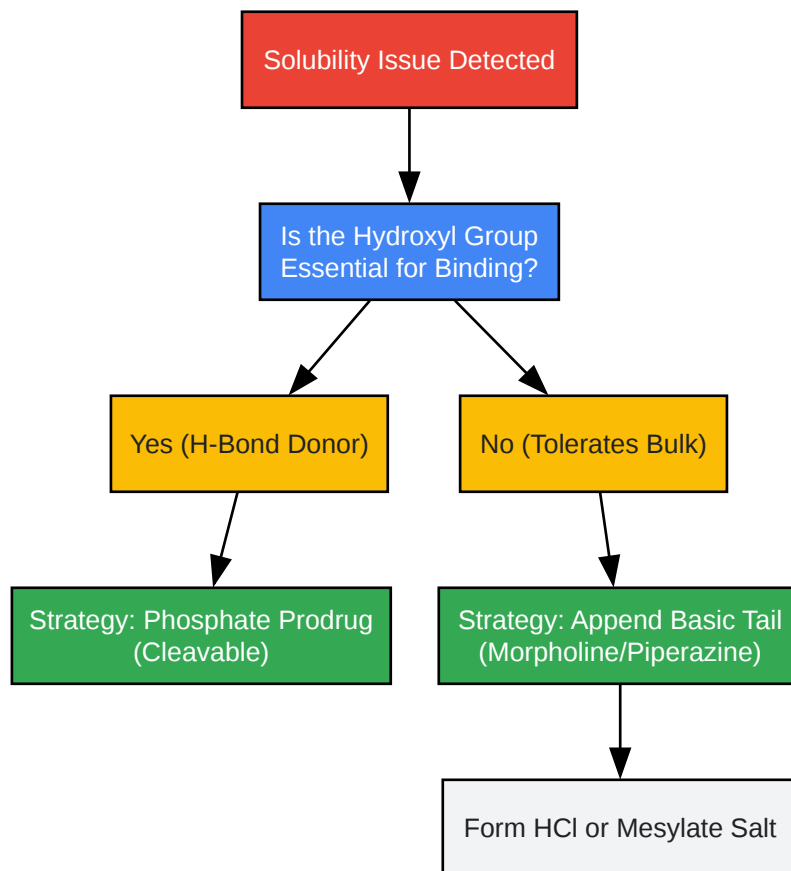 Solubility Issue Detected
Is the Hydroxyl Group
Essential for Binding?
Yes (H-Bond Donor)
No (Tolerates Bulk)
Strategy: Phosphate Prodrug
(Cleavable)
Strategy: Append Basic Tail
(Morpholine/Piperazine)
Form HCl or Mesylate Salt